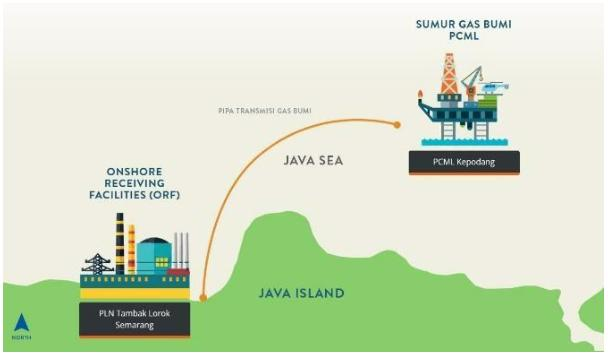 SUMUR GAS BUMI
PCML
PIPA TRANSMISI GAS BUMI
JAVA SEA
PCML Kepodang
ONSHORE
RECEIVING
FACILITIES (ORF)
JAVA ISLAND
PLN Tambak Lorok
Semarang
NORTH